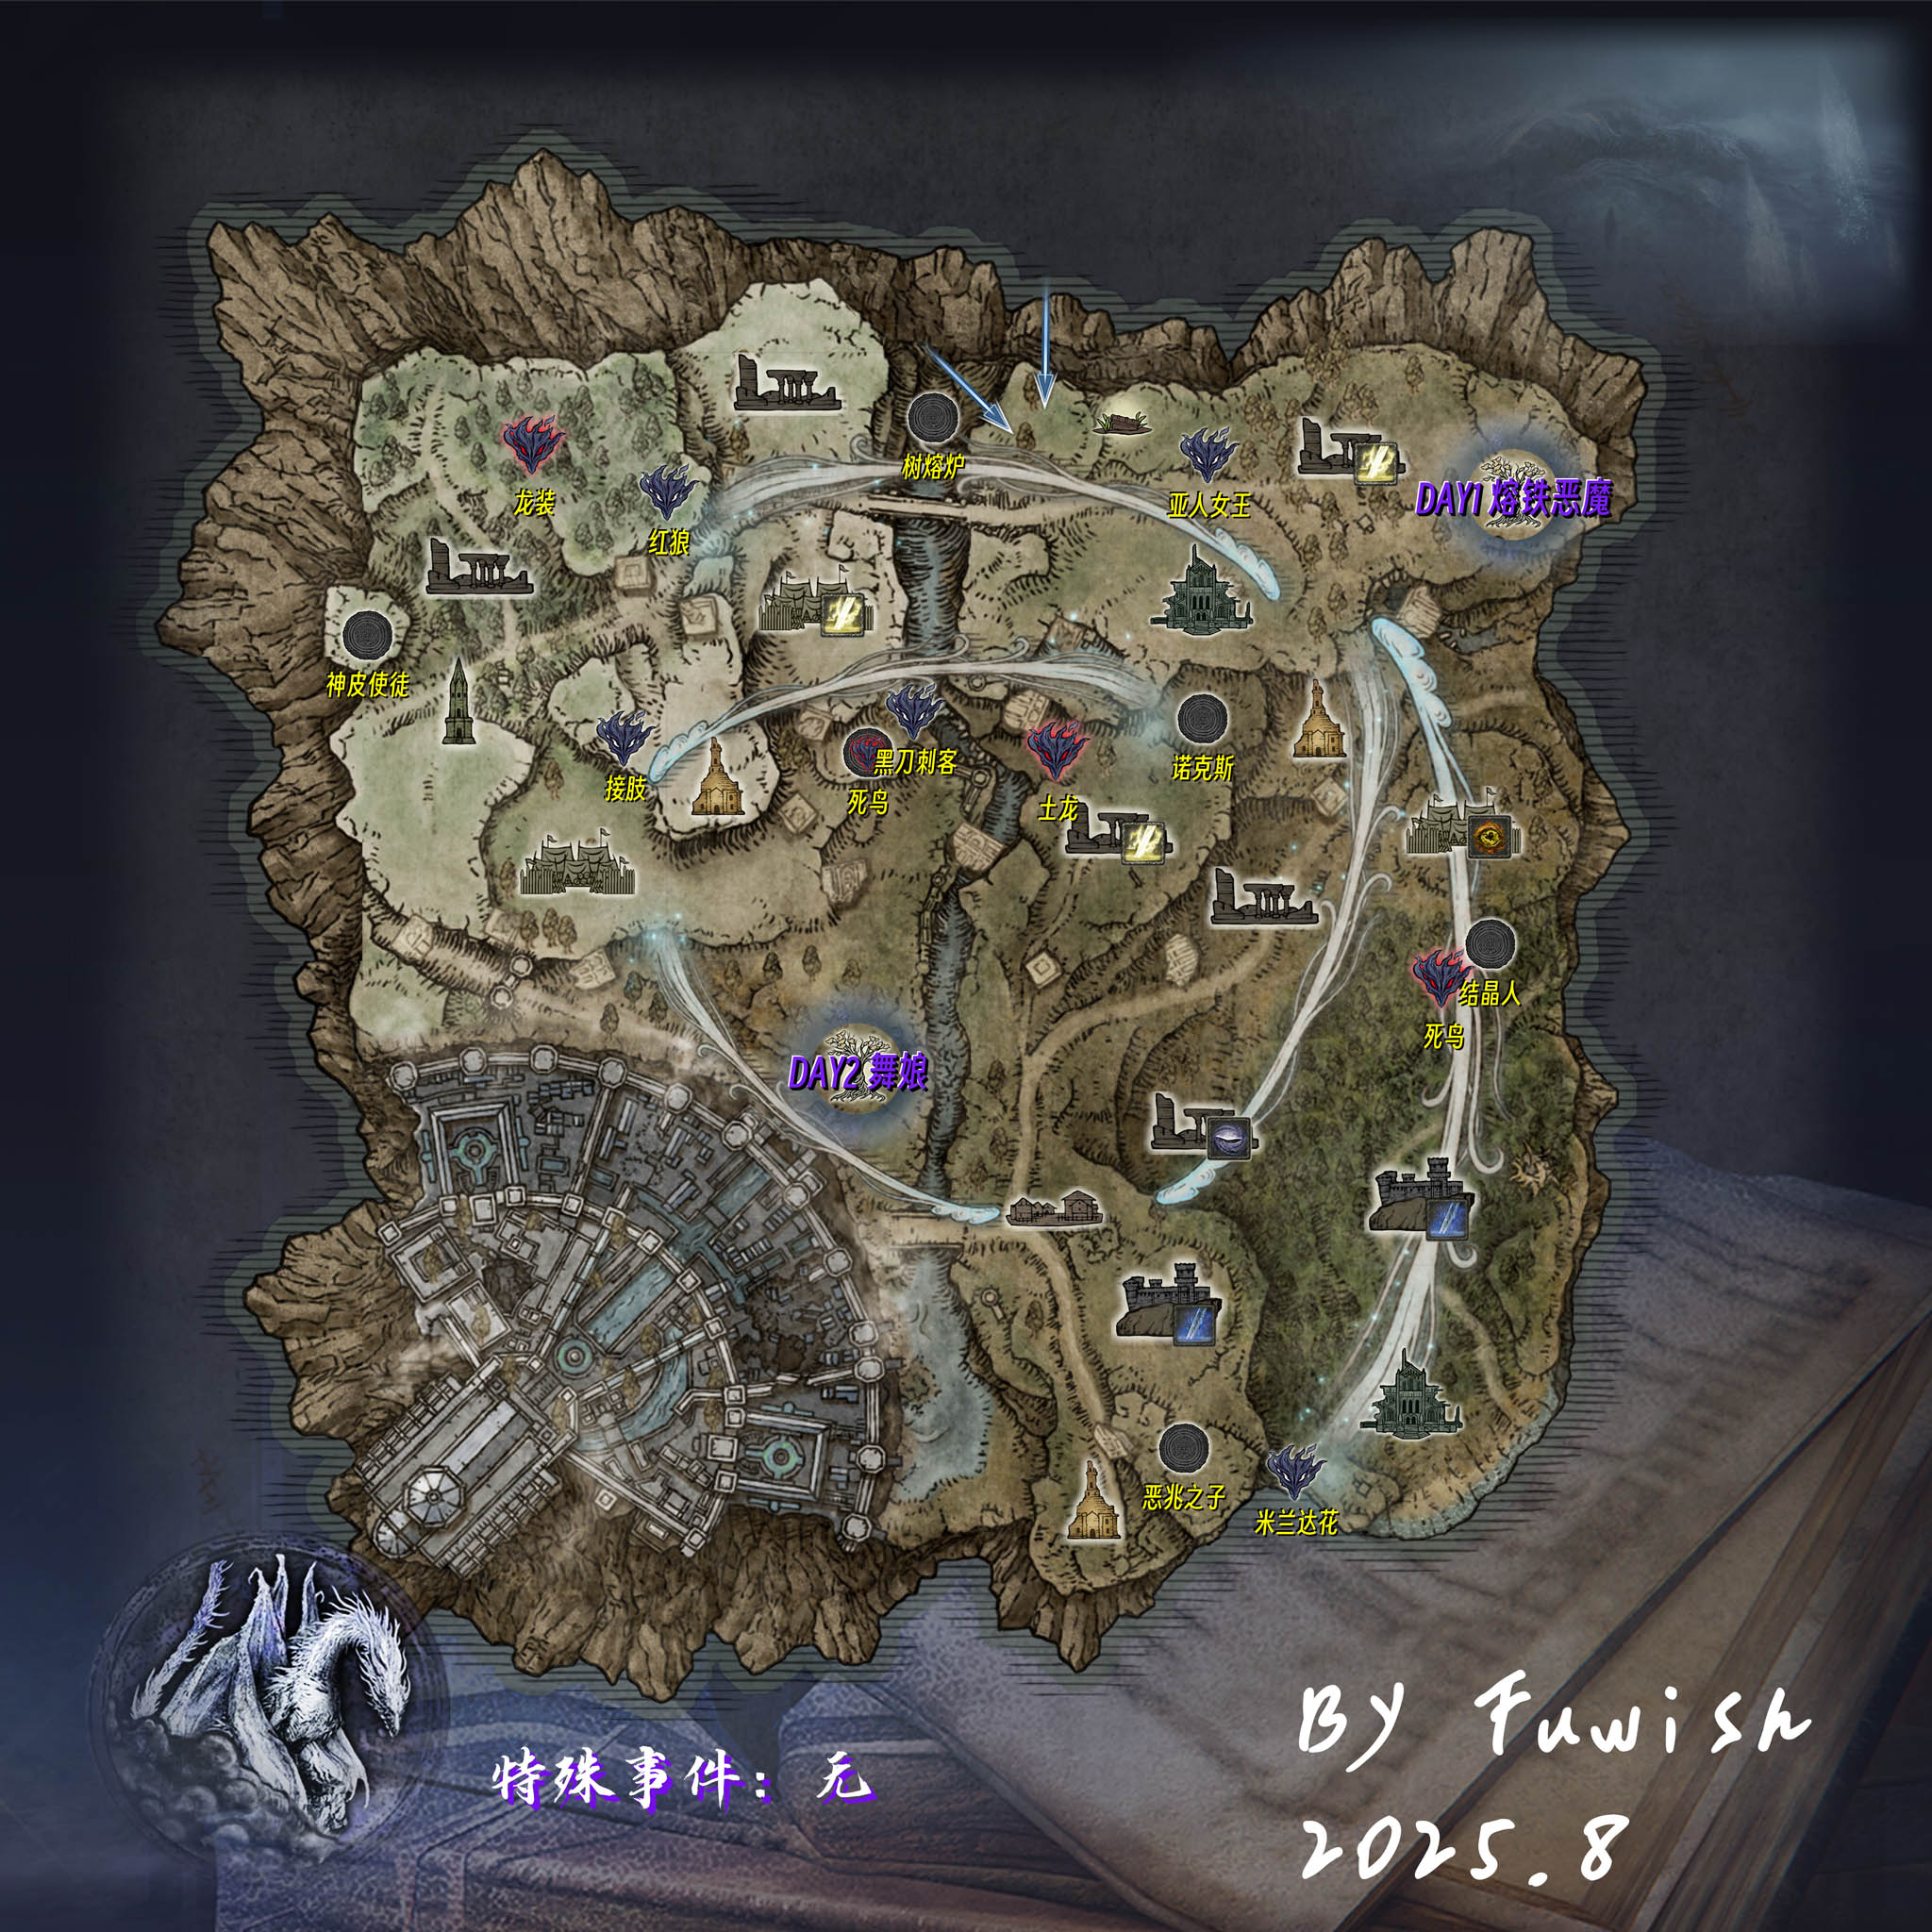 树熔炉
龙装
红狼
亚人女王
DAY1 熔铁恶魔
神皮使徒
接肢
黑刀刺客
死鸟
土龙
诺克斯
结晶人
死鸟
DAY2 舞娘
恶兆之子
米兰达花
特殊事件：无
By Fuwish
2025.8